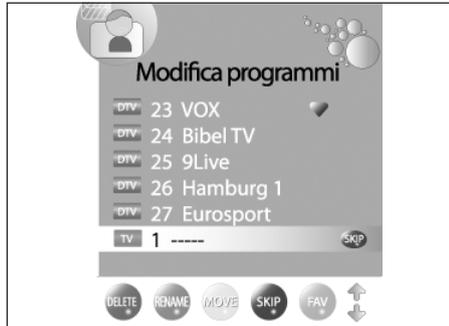 Modifica programmi
DTV 23 VOX
DTV 24 Bibel TV
DTV 25 9Live
DTV 26 Hamburg 1
DTV 27 Eurosport
TV 1 ----- SKIP
DELETE RENAME MOVE SKIP FAV